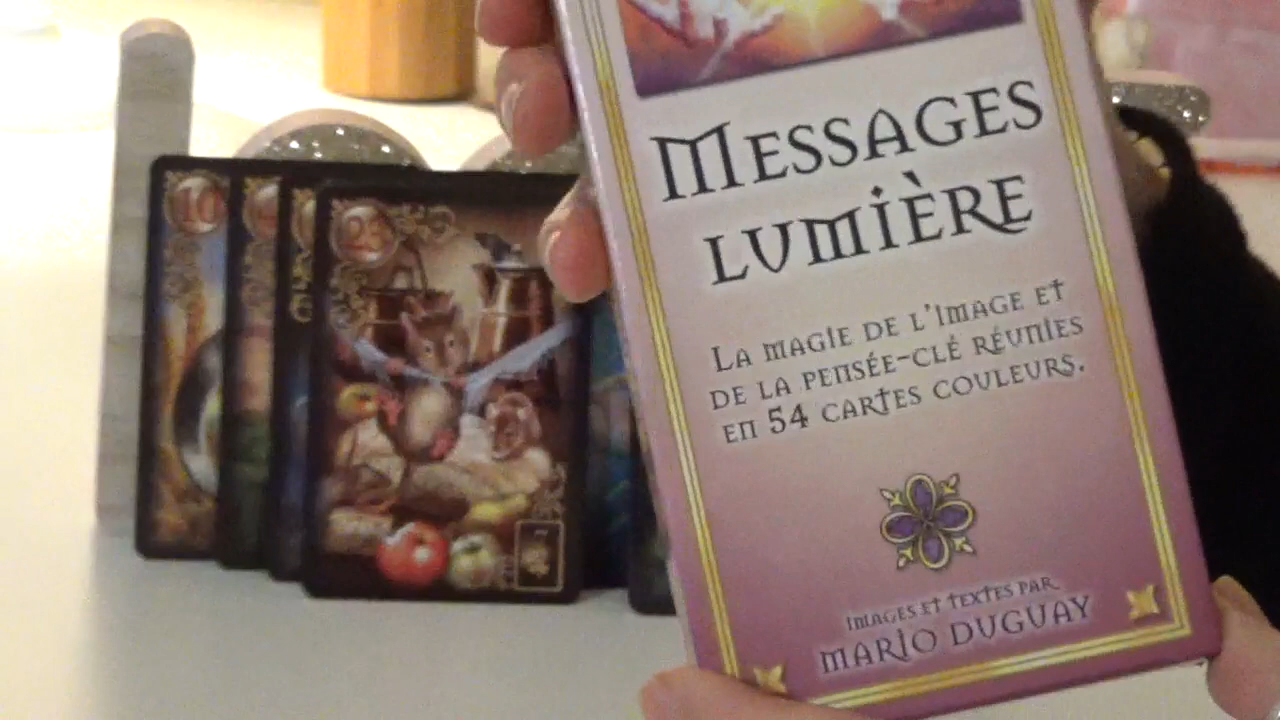 MESSAGES
LUMIÈRE
LA MAGIE DE L'IMAGE ET
DE LA PENSÉE-CLÉ RÉUNIES
EN 54 CARTES COULEURS.
IMAGES ET TEXTES PAR
MARIO DUGUAY
10